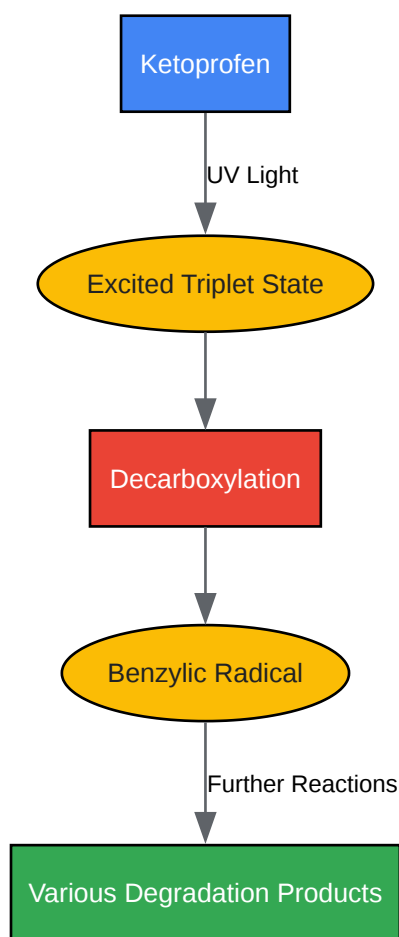 Ketoprofen
UV Light
Excited Triplet State
Decarboxylation
Benzylic Radical
Further Reactions
Various Degradation Products